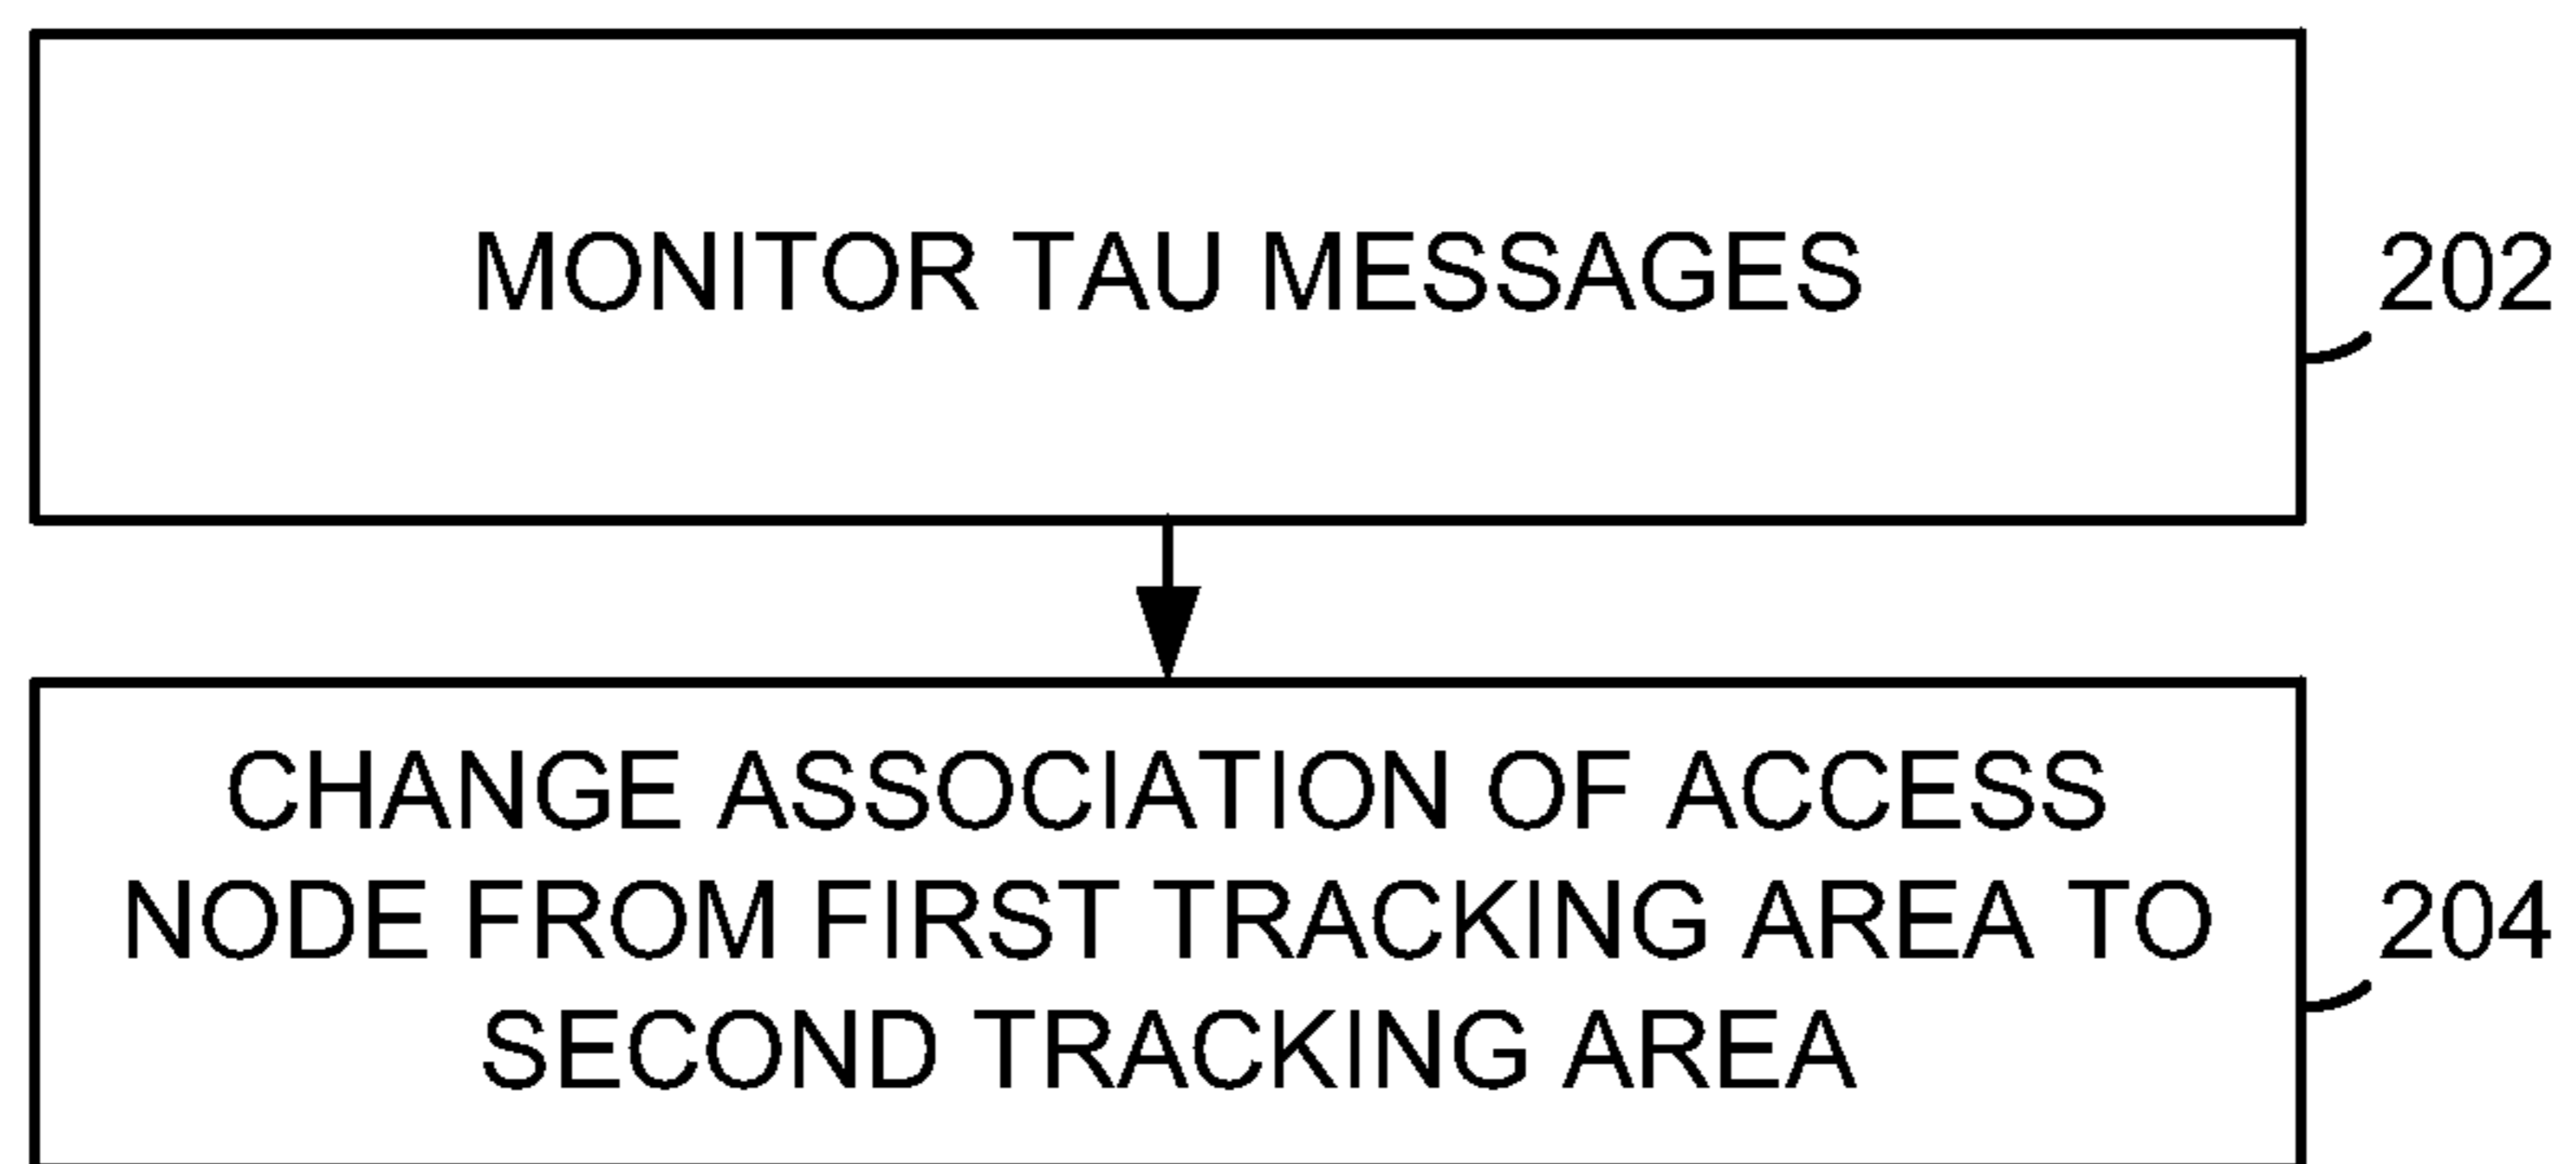 MONITOR TAU MESSAGES
202
CHANGE ASSOCIATION OF ACCESS
NODE FROM FIRST TRACKING AREA TO
SECOND TRACKING AREA
204